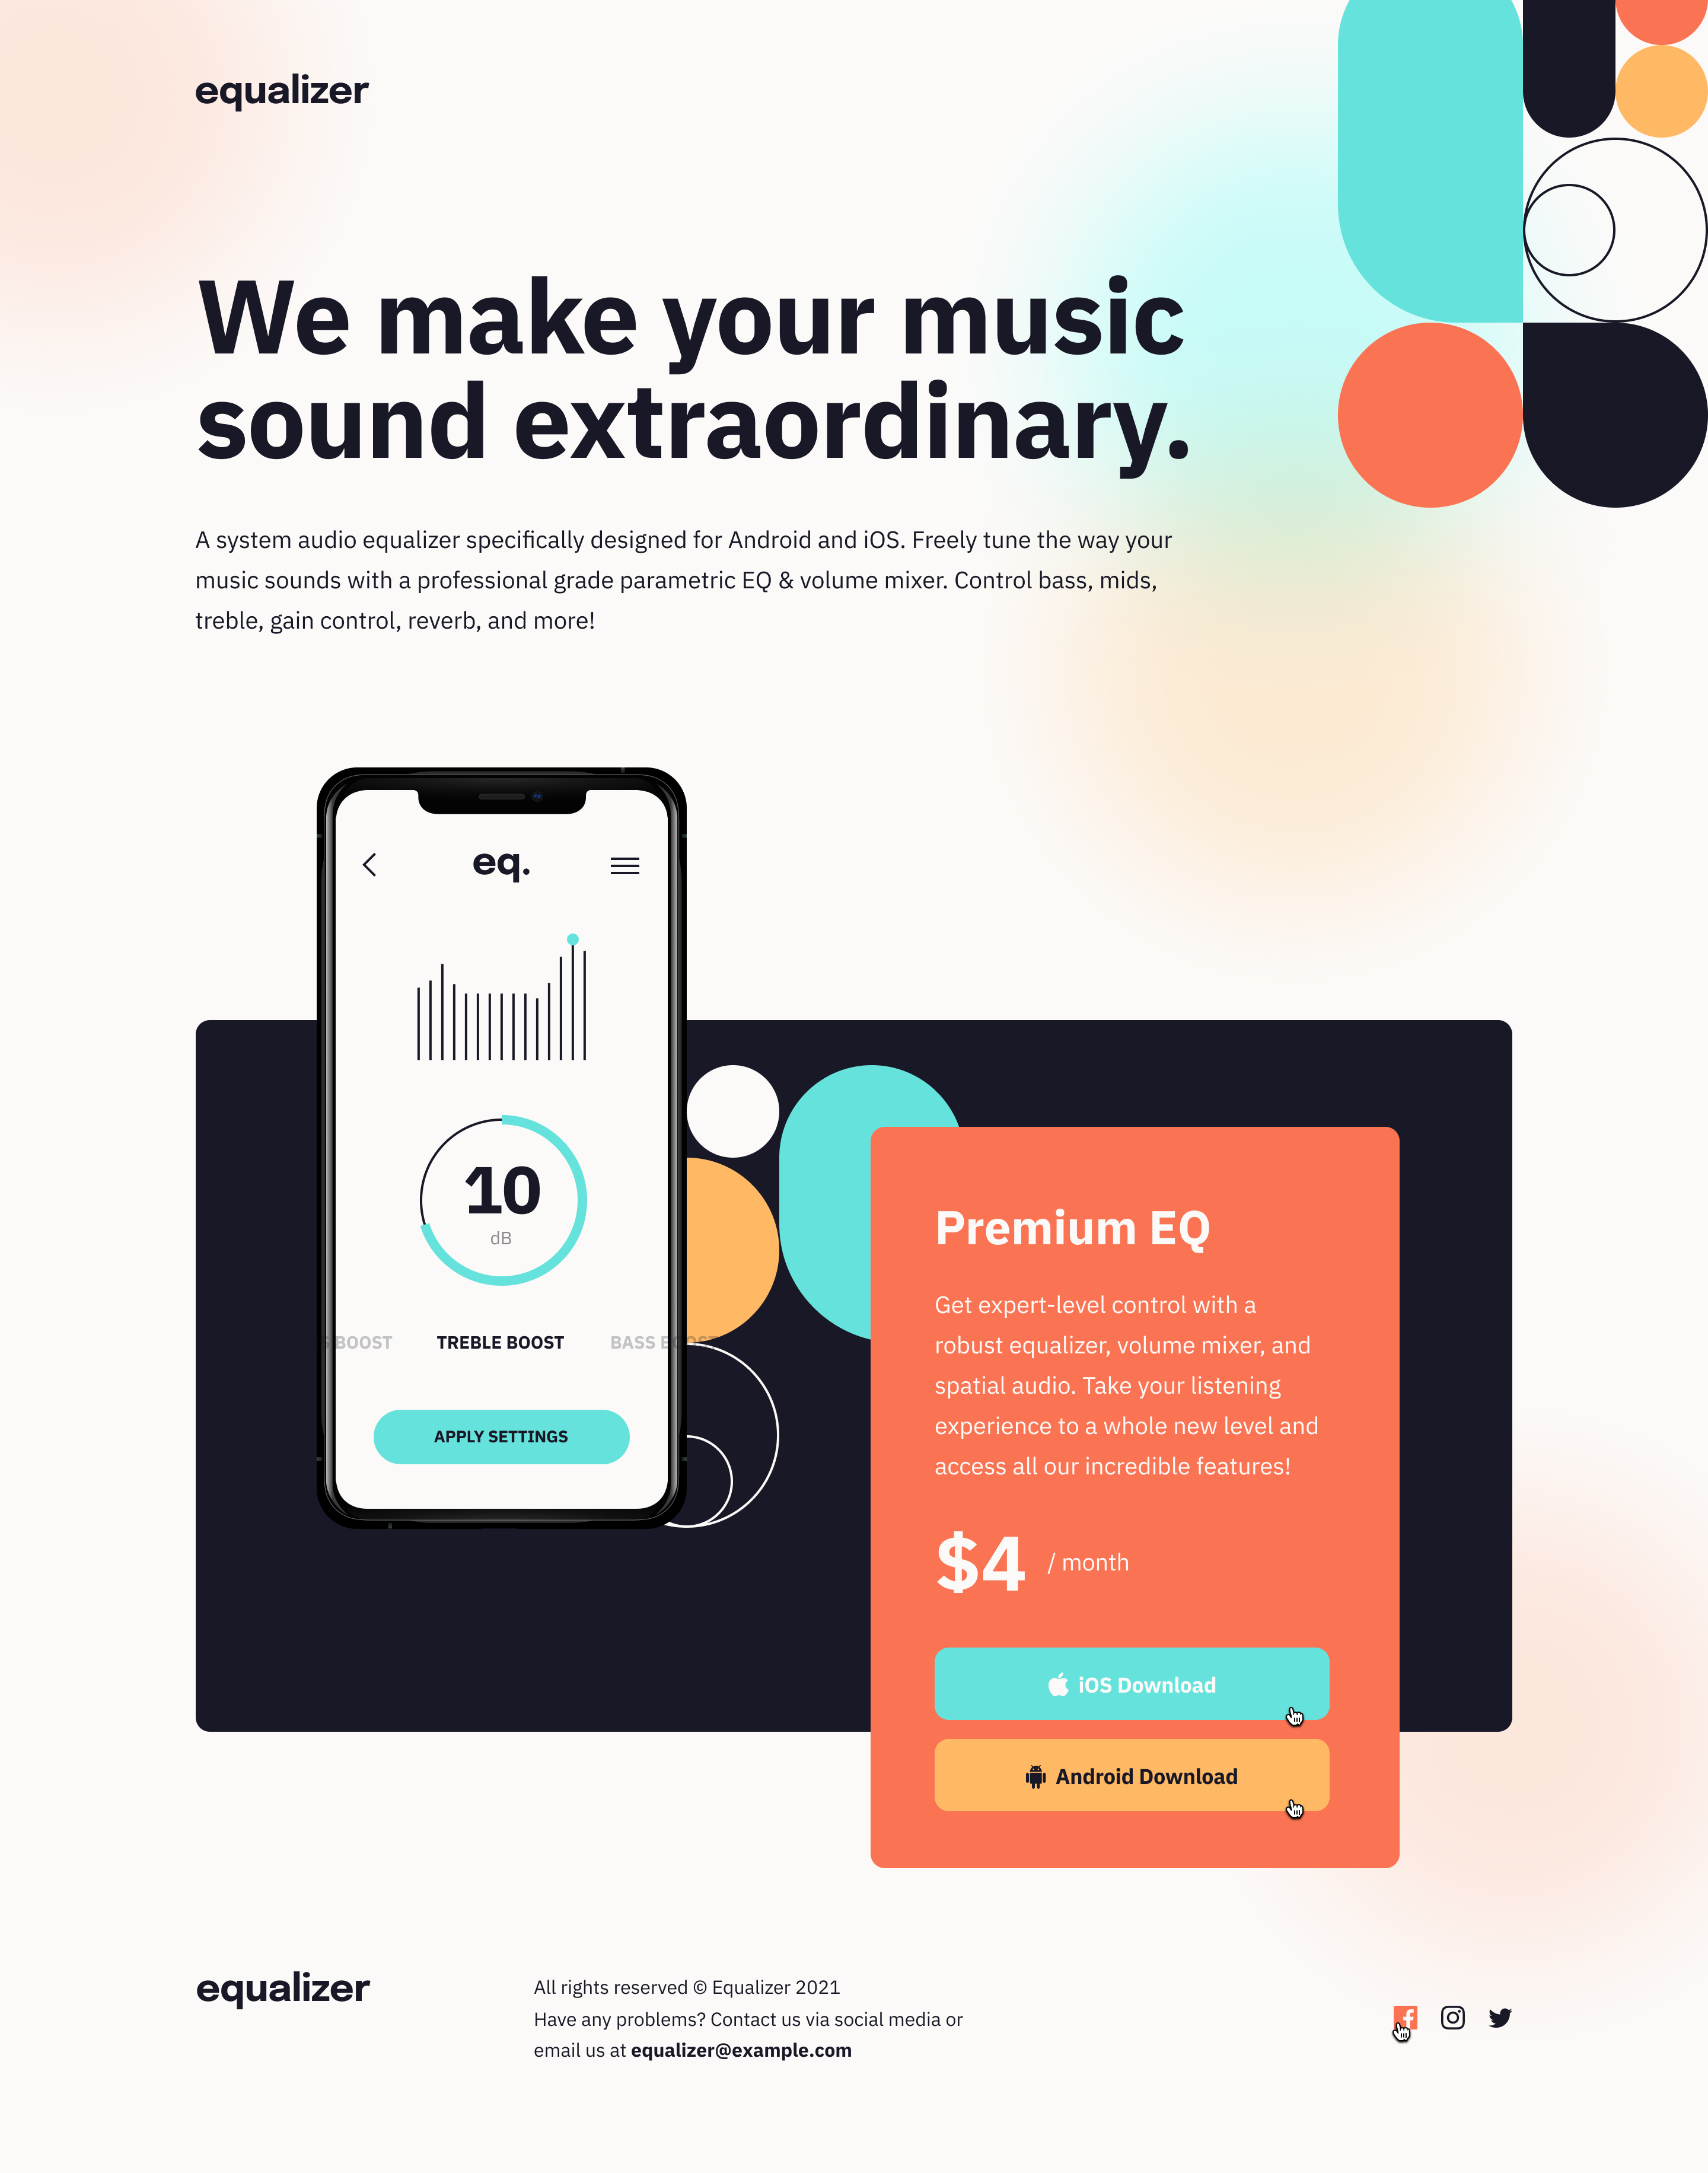 equalizer
We make your music
sound extraordinary.
A system audio equalizer specifically designed for Android and iOS. Freely tune the way your
music sounds with a professional grade parametric EQ & volume mixer. Control bass, mids,
treble, gain control, reverb, and more!
eq.
10
dB
S BOOST TREBLE BOOST BASS BOOST
APPLY SETTINGS
Premium EQ
Get expert-level control with a
robust equalizer, volume mixer, and
spatial audio. Take your listening
experience to a whole new level and
access all our incredible features!
$4 / month
iOS Download
Android Download
equalizer
All rights reserved © Equalizer 2021
Have any problems? Contact us via social media or
email us at equalizer@example.com